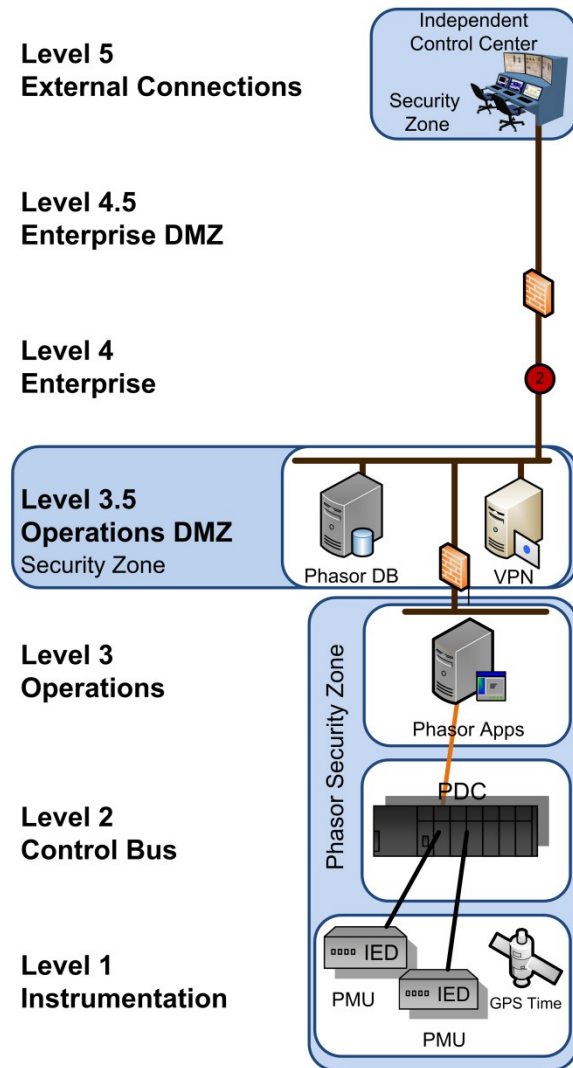 Independent
Control Center
Level 5
External Connections
Security
Zone
Level 4.5
Enterprise DMZ
Level 4
Enterprise
2
Level 3.5
Operations DMZ
Security Zone
Phasor DB
VPN
Phasor Security Zone
Level 3
Operations
Phasor Apps
PDC
Level 2
Control Bus
Level 1
Instrumentation
IED
PMU
IED
PMU
GPS Time